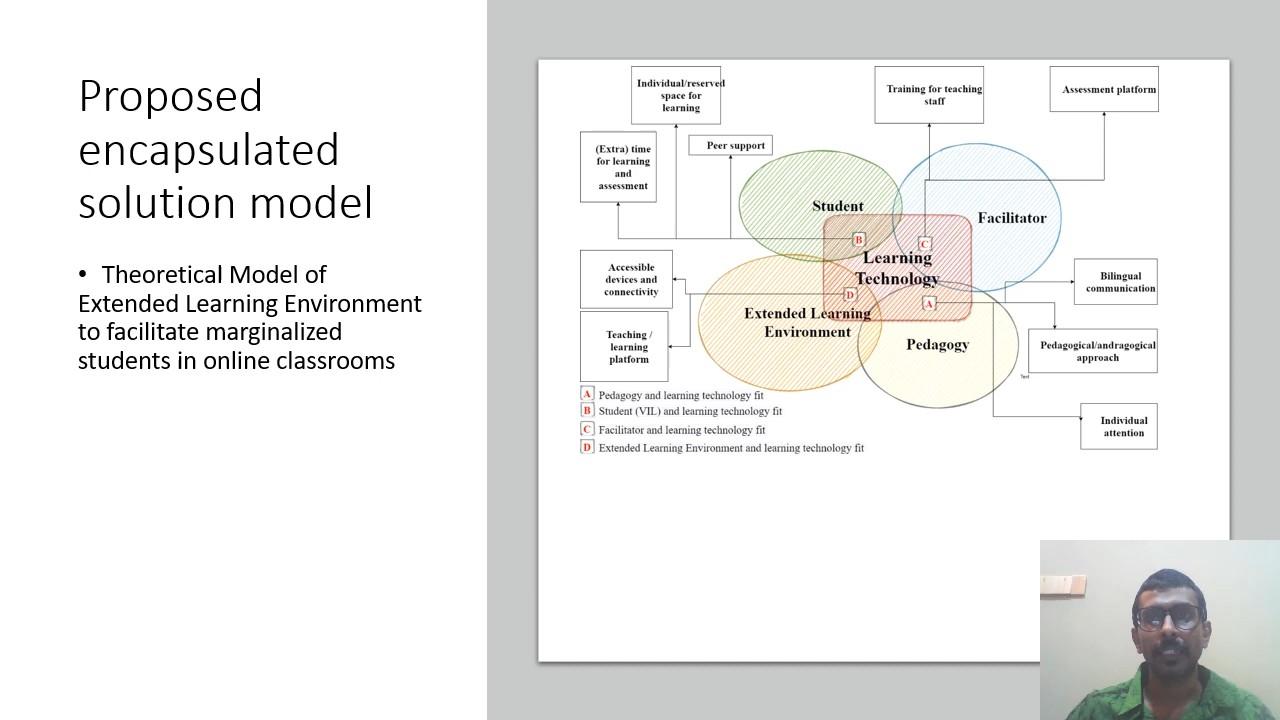 Proposed
encapsulated
solution model
• Theoretical Model of
Extended Learning Environment
to facilitate marginalized
students in online classrooms
Individual/reserved
space for
learning
Training for teaching
staff
Assessment platform
(Extra) time
for learning
and
assessment
Peer support
Student
Facilitator
B
C
Learning
Technology
Accessible
devices and
connectivity
D
A
Bilingual
communication
Extended Learning
Environment
Teaching /
learning
platform
Pedagogy
Pedagogical/andragogical
approach
Text
Individual
attention
A Pedagogy and learning technology fit
B Student (VIL) and learning technology fit
C Facilitator and learning technology fit
D Extended Learning Environment and learning technology fit